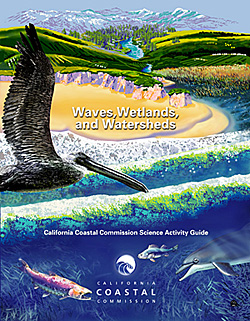 Waves, Wetlands,
and Watersheds
California Coastal Commission Science Activity Guide
CALIFORNIA
COASTAL
COMMISSION